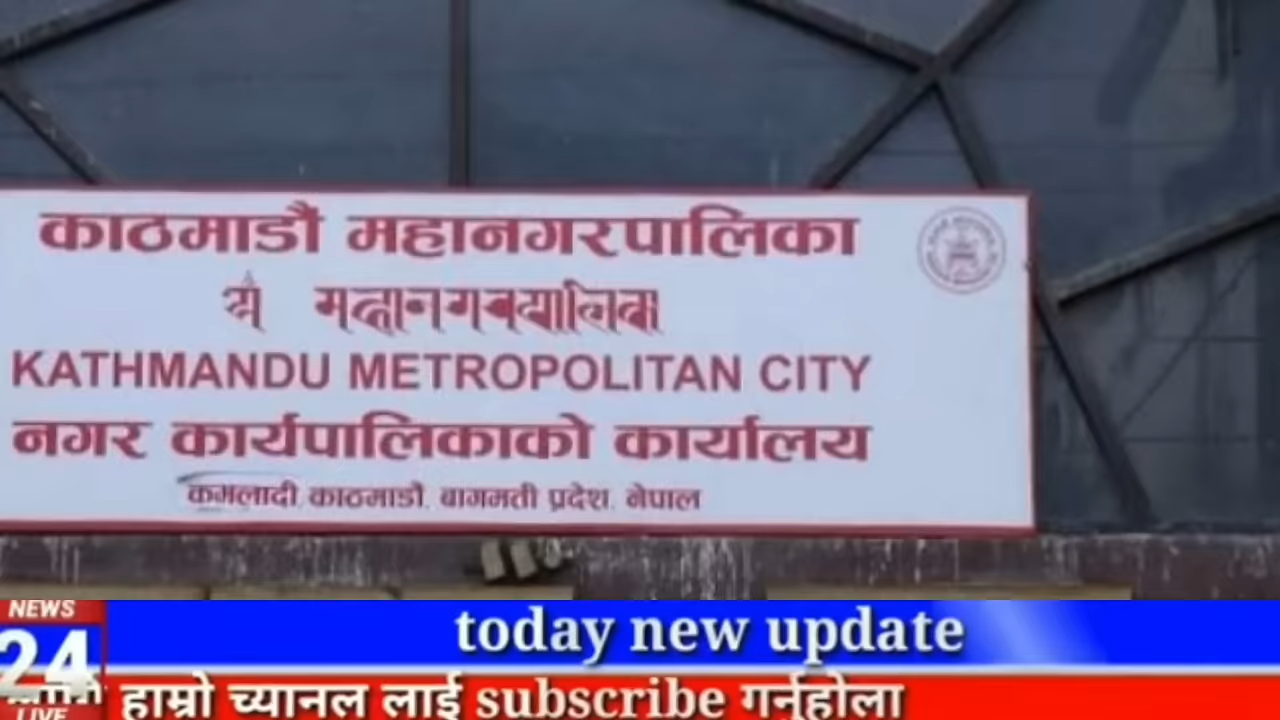 काठमाडौं महानगरपालिका
KATHMANDU METROPOLITAN CITY
नगर कार्यपालिकाको कार्यालय
कमलादी, काठमाडौं, बागमती प्रदेश, नेपाल
NEWS
24
LIVE
today new update
हाम्रो च्यानल लाई subscribe गर्नुहोला